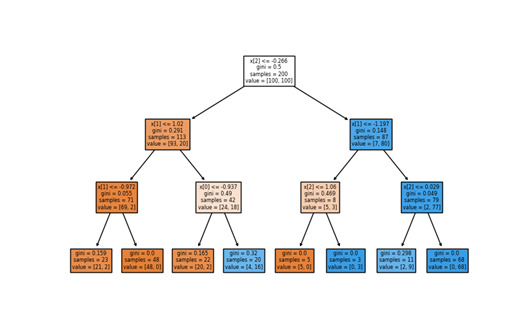 x[2] <= -0.266
gini = 0.5
samples = 200
value = [100, 100]
x[1] <= 1.02
gini = 0.291
samples = 113
value = [93, 20]
x[1] <= -1.197
gini = 0.148
samples = 87
value = [7, 80]
x[1] <= -0.972
gini = 0.055
samples = 71
value = [69, 2]
x[0] <= -0.937
gini = 0.49
samples = 42
value = [24, 18]
x[2] <= 1.06
gini = 0.469
samples = 8
value = [5, 3]
x[2] <= 0.029
gini = 0.049
samples = 79
value = [2, 77]
gini = 0.159
samples = 23
value = [21, 2]
gini = 0.0
samples = 48
value = [48, 0]
gini = 0.165
samples = 22
value = [20, 2]
gini = 0.32
samples = 20
value = [4, 16]
gini = 0.0
samples = 5
value = [5, 0]
gini = 0.0
samples = 3
value = [0, 3]
gini = 0.298
samples = 11
value = [2, 9]
gini = 0.0
samples = 68
value = [0, 68]